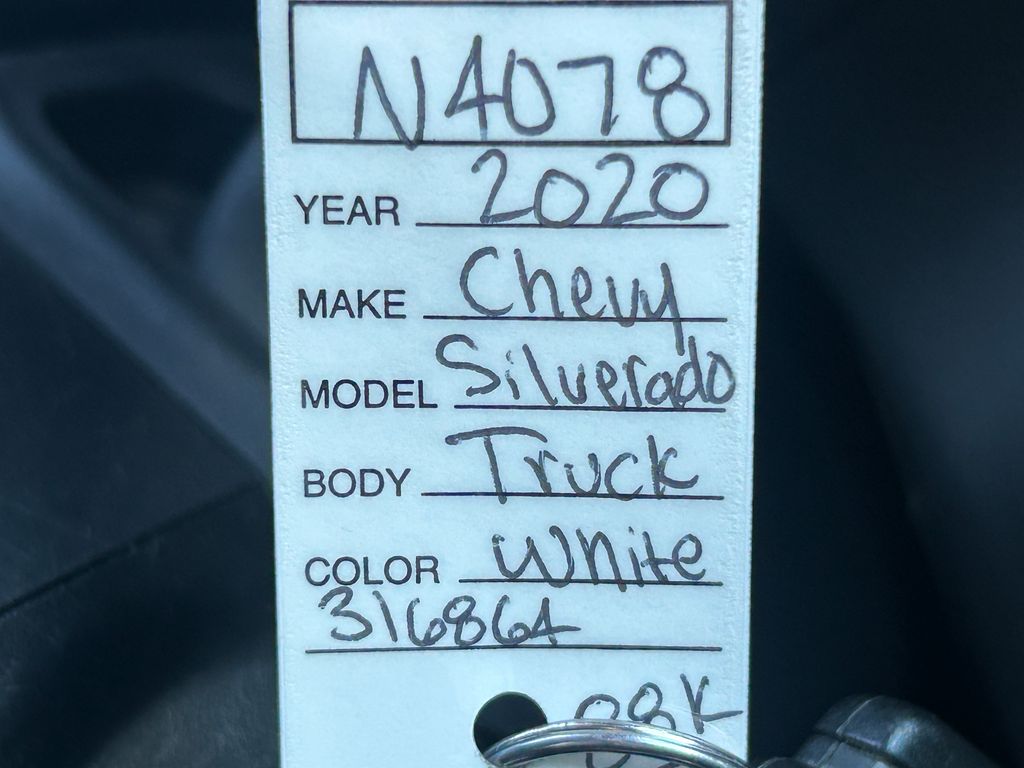 N4078
YEAR 2020
MAKE Chevy
MODEL Silverado
BODY Truck
COLOR White
316864